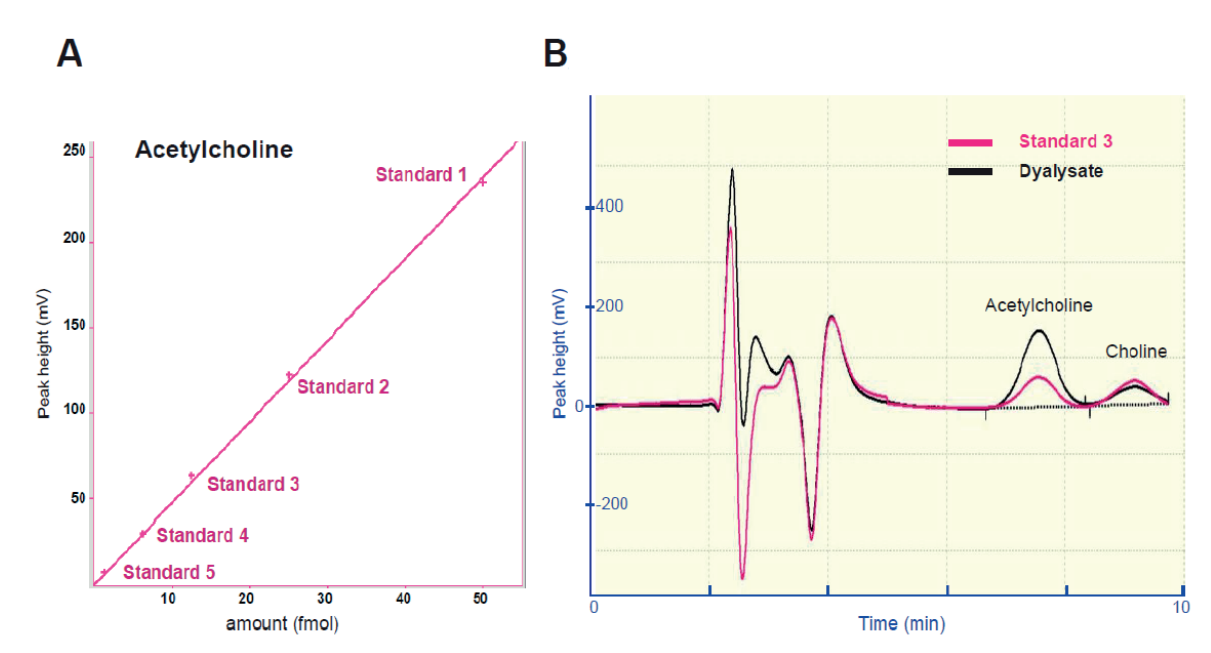 A
B
Acetylcholine
Peak height (mV)
250
200
150
100
50
Standard 1
Standard 2
Standard 3
Standard 4
Standard 5
10 20 30 40 50
amount (fmol)
Peak height (mV)
400
200
0
-200
Standard 3
Dyalysate
Acetylcholine
Choline
0 10
Time (min)